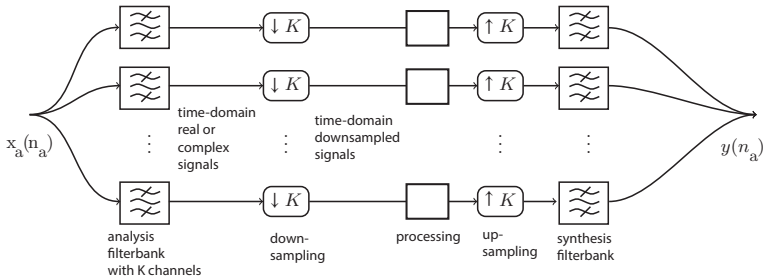 ↓ K
↑ K
↓ K
↑ K
time-domain
real or
complex
signals
time-domain
downsampled
signals
x_a(n_a)
y(n_a)
↓ K
↑ K
analysis
filterbank
with K channels
down-
sampling
processing
up-
sampling
synthesis
filterbank